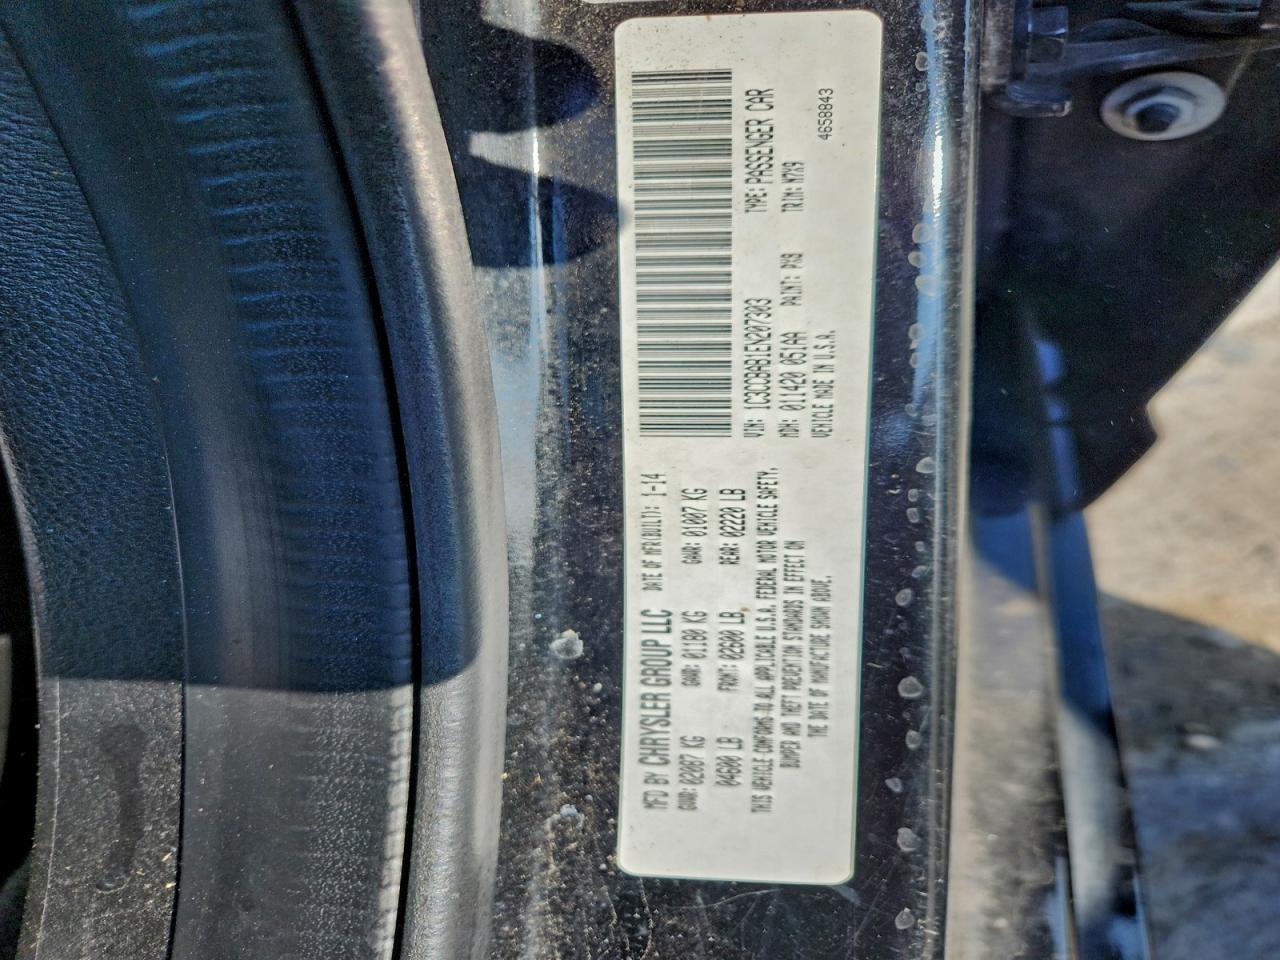 MFD BY CHRYSLER GROUP LLC DATE OF MFR(BUILT): 1-14
GVWR: 02087 KG GAWR: 01180 KG GAWR: 01007 KG
04600 LB FRONT: 02600 LB. REAR: 02220 LB
THIS VEHICLE CONFORMS TO ALL APPLICABLE U.S.A. FEDERAL MOTOR VEHICLE SAFETY,
BUMPER AND THEFT PREVENTION STANDARDS IN EFFECT ON
THE DATE OF MANUFACTURE SHOWN ABOVE.
VIN: 1C3CCBAB1EN207303 TYPE: PASSENGER CAR
MDH: 011420 051AA PAINT: PX8 TRIM: M7X9
VEHICLE MADE IN U.S.A.
4658843